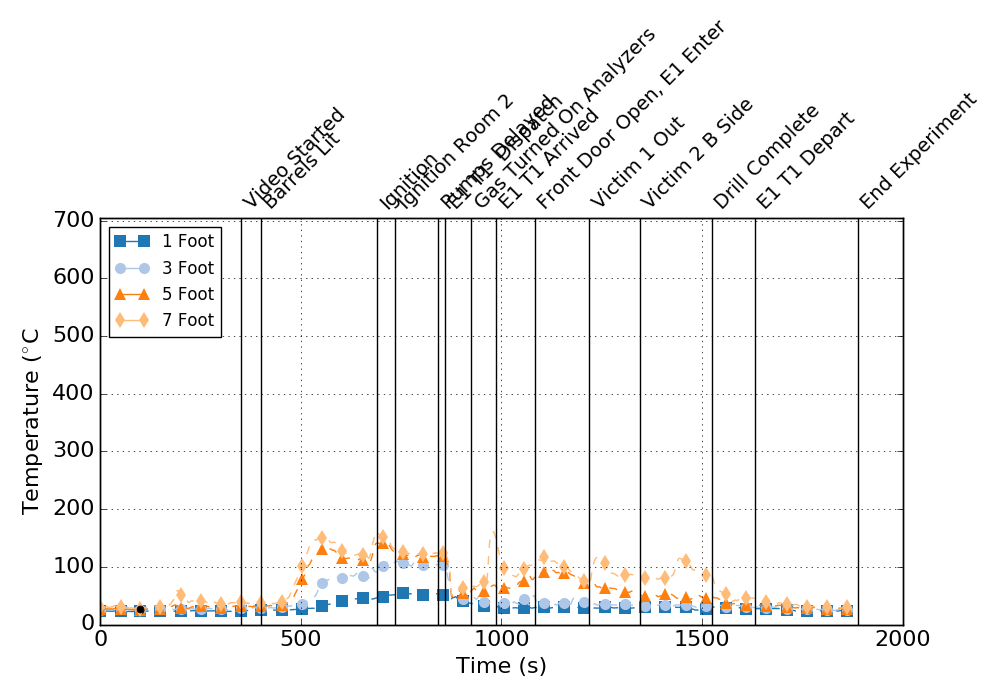 Video Started
Barrels Lit
Ignition
Ignition Room 2
Pumps Delayed
E1 T1 Dispatch
Gas Turned On Analyzers
E1 T1 Arrived
Front Door Open, E1 Enter
Victim 1 Out
Victim 2 B Side
Drill Complete
E1 T1 Depart
End Experiment
700
600
500
400
300
200
100
0
Temperature (°C
1 Foot
3 Foot
5 Foot
7 Foot
0 500 1000 1500 2000
Time (s)